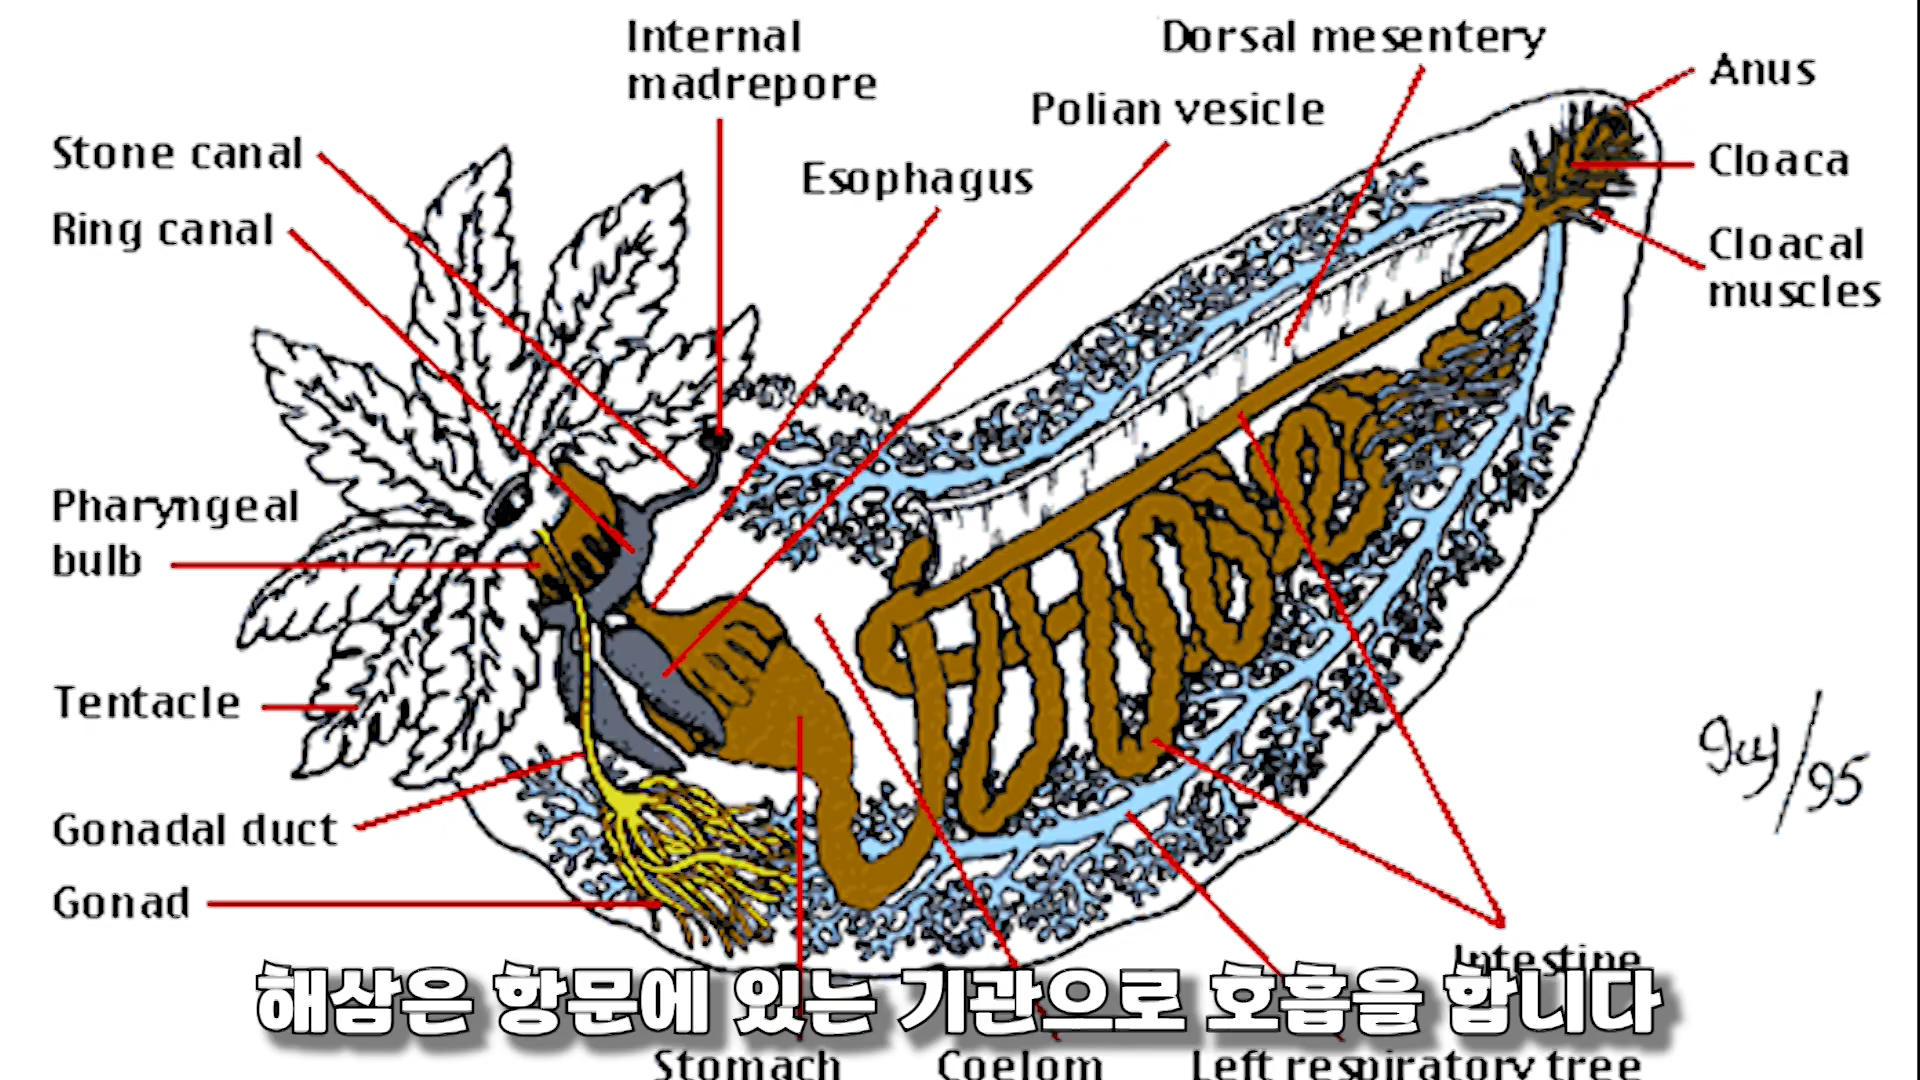 Internal
madrepore
Dorsal mesentery
Anus
Polian vesicle
Stone canal
Esophagus
Cloaca
Ring canal
Cloacal
muscles
Pharyngeal
bulb
Tentacle
Guy/95
Gonadal duct
Gonad
Intestine
해삼은 항문에 있는 기관으로 호흡을 합니다
Stomach
Coelom
Left respiratory tree